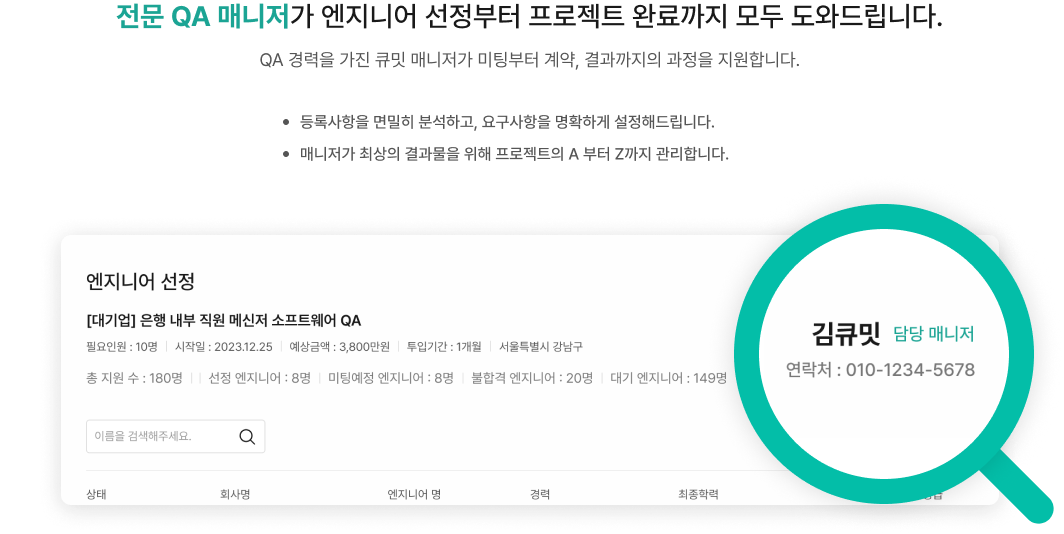 전문 QA 매니저가 엔지니어 선정부터 프로젝트 완료까지 모두 도와드립니다.
QA 경력을 가진 큐밋 매니저가 미팅부터 계약, 결과까지의 과정을 지원합니다.
• 등록사항을 면밀히 분석하고, 요구사항을 명확하게 설정해드립니다.
• 매니저가 최상의 결과물을 위해 프로젝트의 A 부터 Z까지 관리합니다.
엔지니어 선정
[대기업] 은행 내부 직원 메신저 소프트웨어 QA
필요인원 : 10명 | 시작일 : 2023.12.25 | 예상금액 : 3,800만원 | 투입기간 : 1개월 | 서울특별시 강남구
총 지원 수 : 180명 | | 선정 엔지니어 : 8명 | 미팅예정 엔지니어 : 8명 | 불합격 엔지니어 : 20명 | 대기 엔지니어 : 149명
김큐밋 담당 매니저
연락처 : 010-1234-5678
이름을 검색해주세요.
상태 회사명 엔지니어 명 경력 최종학력